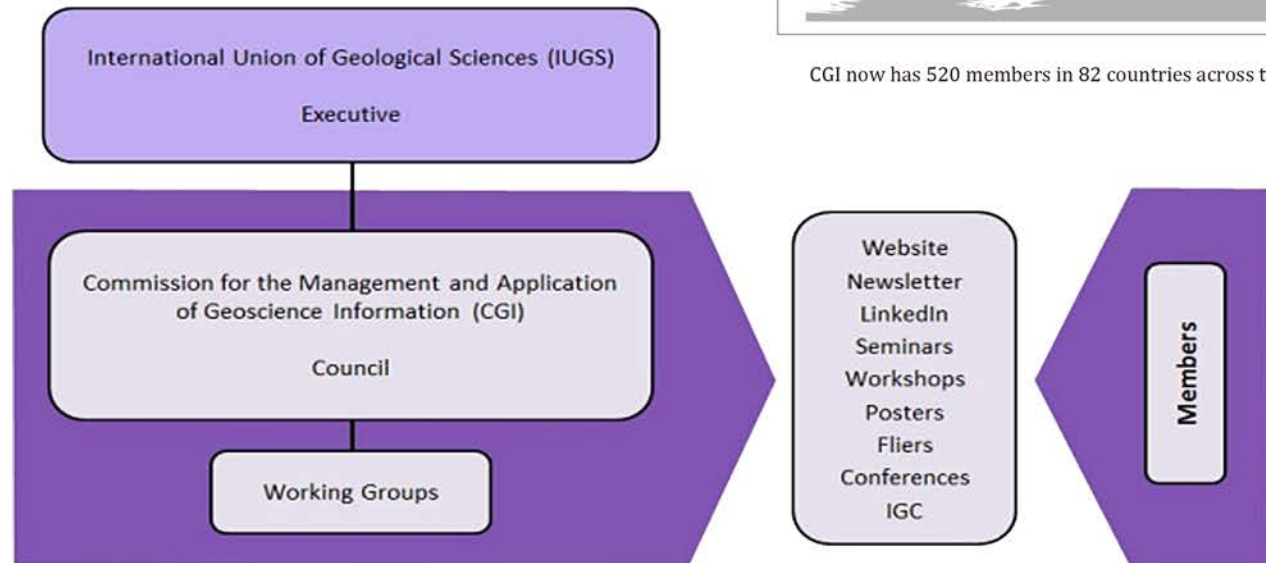 International Union of Geological Sciences (IUGS)
Executive
CGI now has 520 members in 82 countries across t
Commission for the Management and Application
of Geoscience Information (CGI)
Council
Working Groups
Website
Newsletter
LinkedIn
Seminars
Workshops
Posters
Fliers
Conferences
IGC
Members